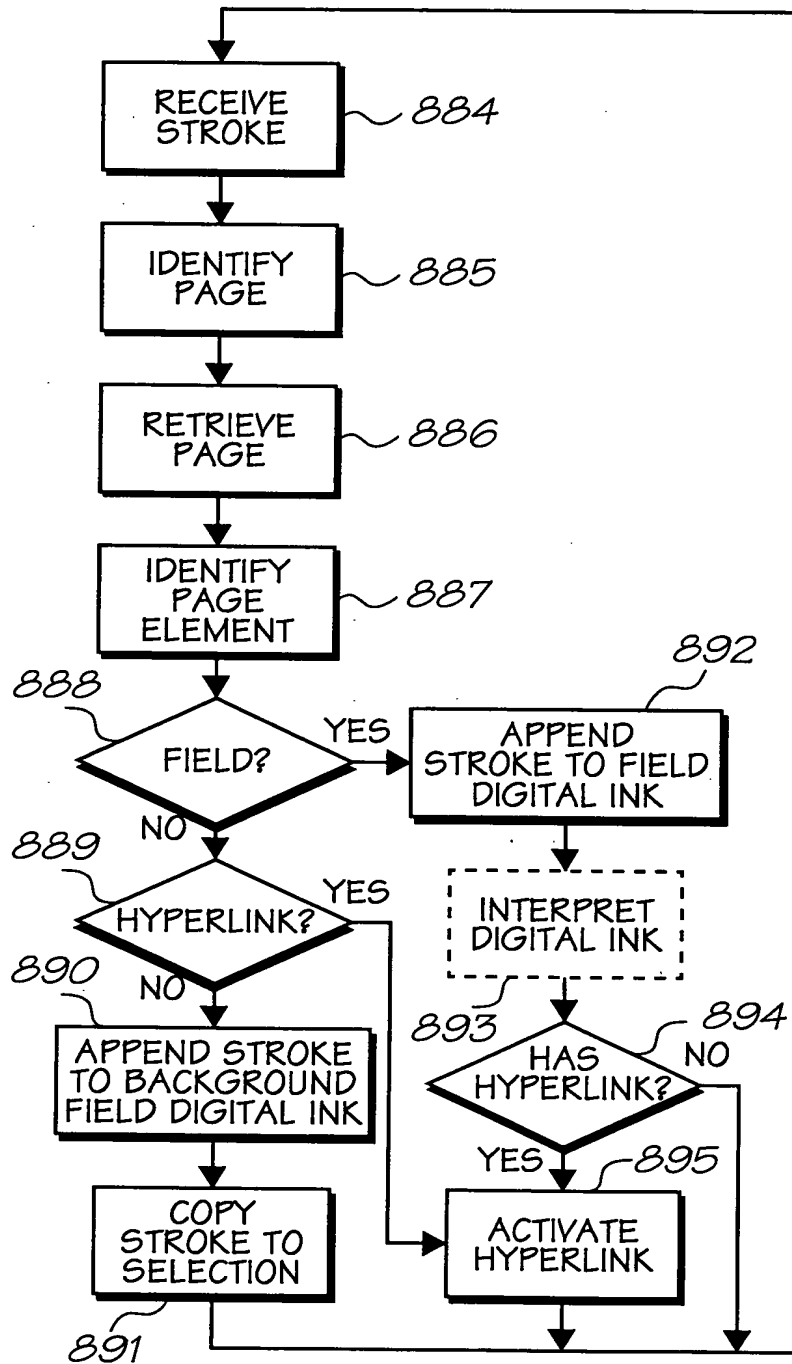 RECEIVE
STROKE
884
IDENTIFY
PAGE
885
RETRIEVE
PAGE
886
IDENTIFY
PAGE
ELEMENT
887
888
FIELD?
YES
NO
892
APPEND
STROKE TO FIELD
DIGITAL INK
889
HYPERLINK?
YES
NO
INTERPRET
DIGITAL INK
893
890
APPEND STROKE
TO BACKGROUND
FIELD DIGITAL INK
894
HAS
HYPERLINK?
NO
YES
895
COPY
STROKE TO
SELECTION
891
ACTIVATE
HYPERLINK